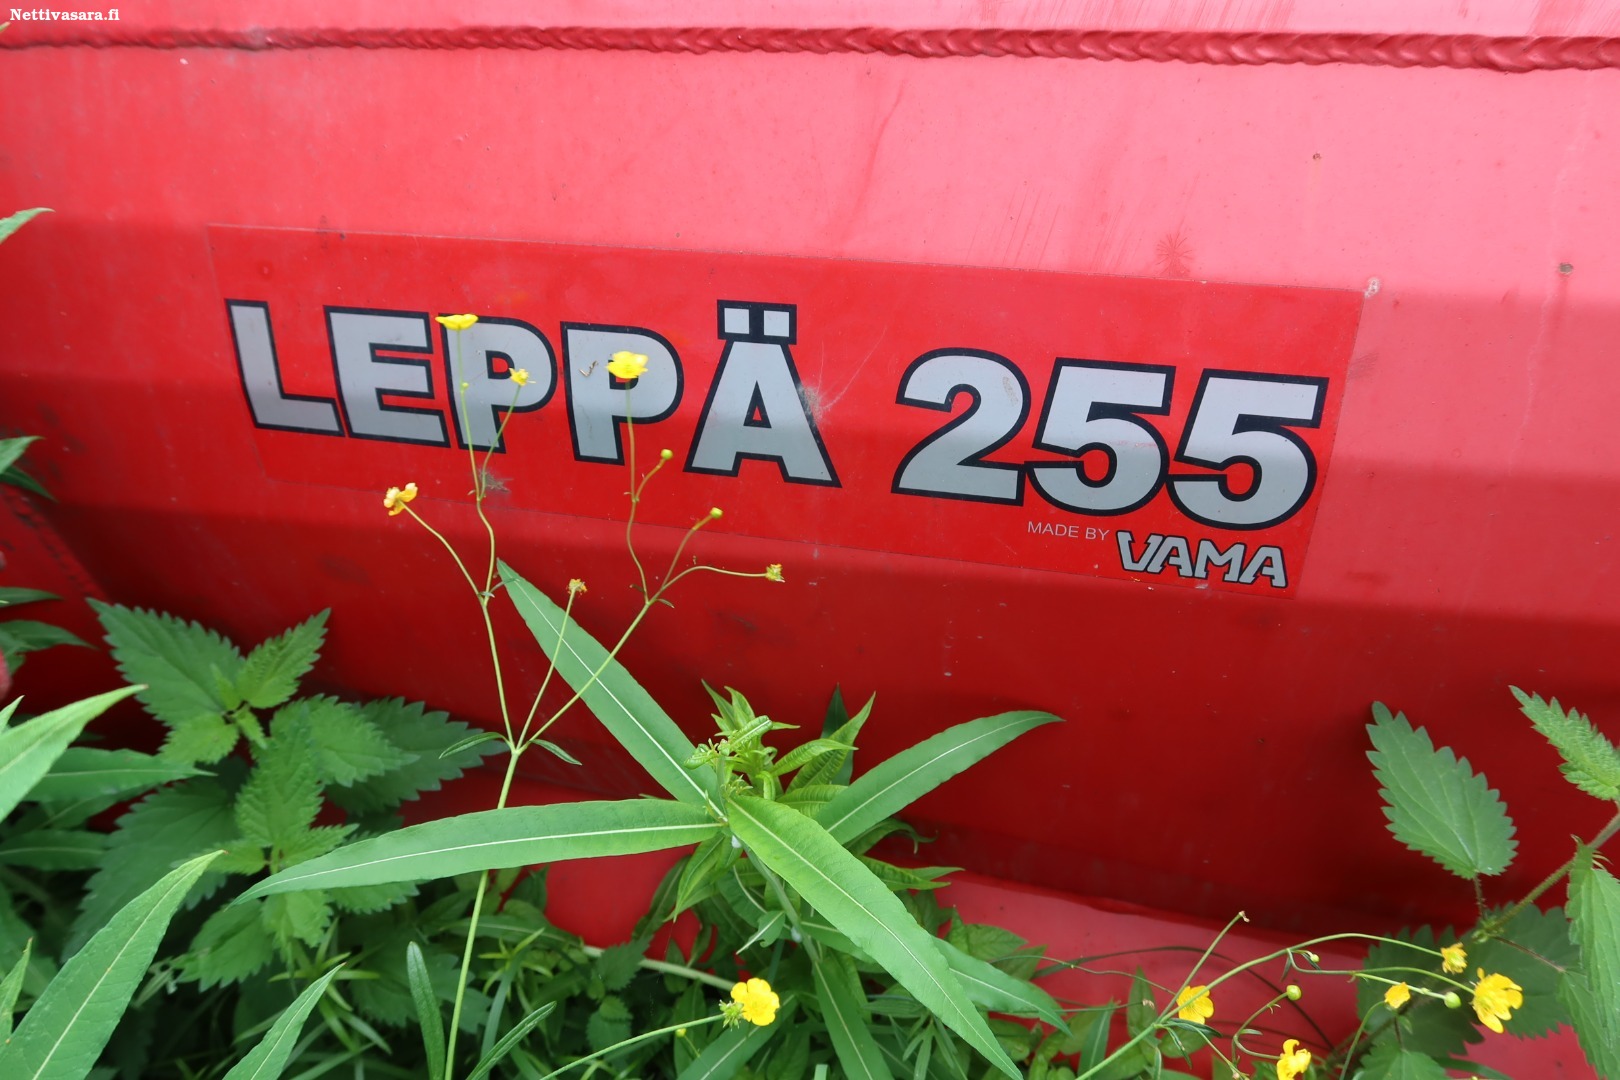 Nettivasara.fi
LEPPÄ 255
MADE BY VAMA